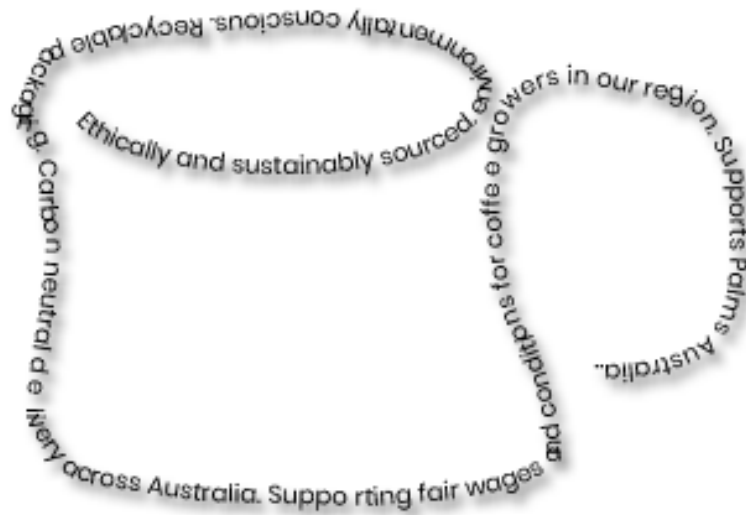 Ethically and sustainably sourced, environmentally conscious. Recyclable packaging. Carbon neutral delivery across Australia. Supporting fair wages and conditions for coffee growers in our region. Supports Palms Australia..